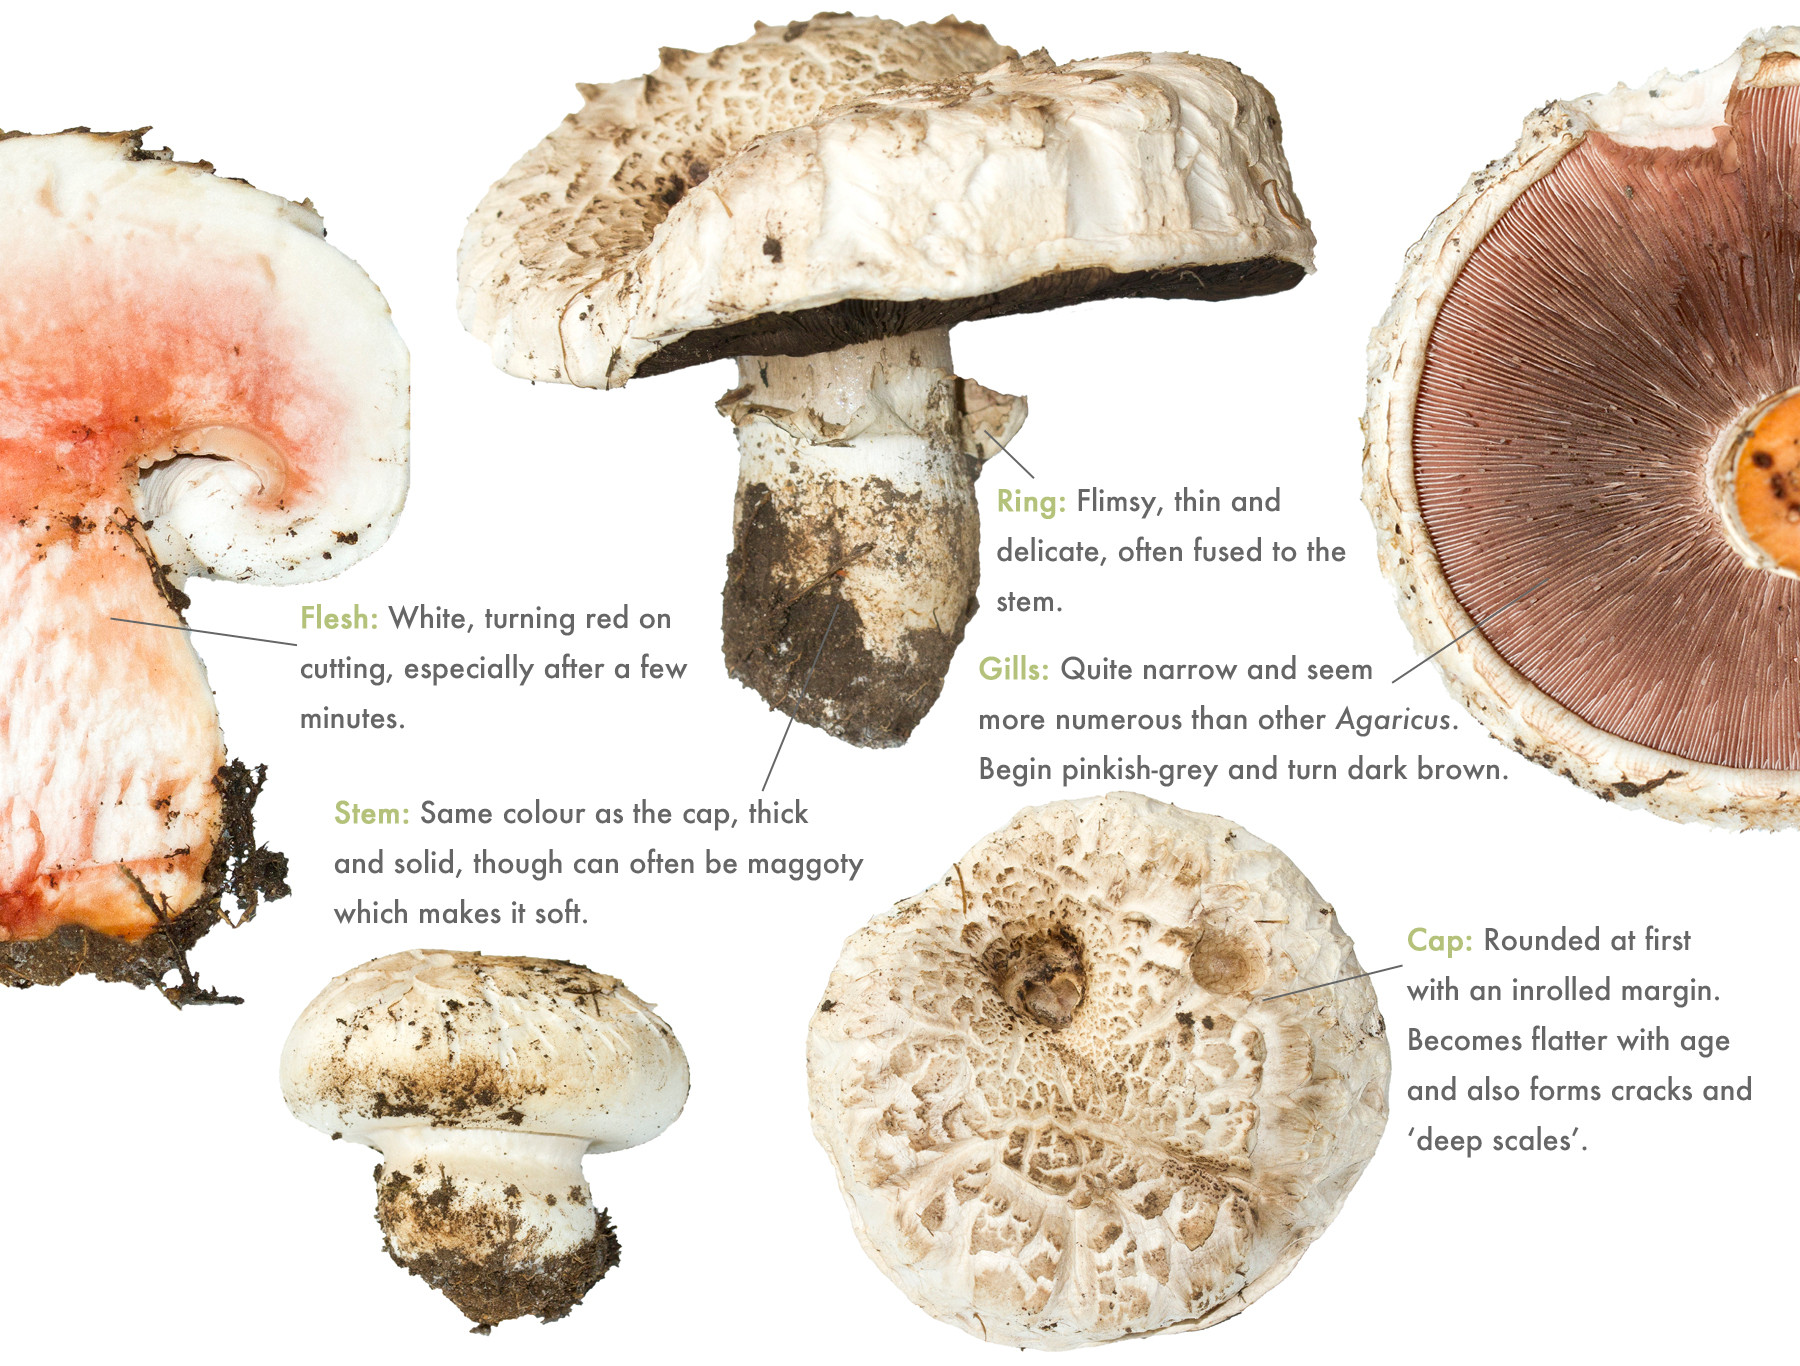 Ring: Flimsy, thin and
delicate, often fused to the
stem.
Flesh: White, turning red on
cutting, especially after a few
minutes.
Gills: Quite narrow and seem
more numerous than other Agaricus.
Begin pinkish-grey and turn dark brown.
Stem: Same colour as the cap, thick
and solid, though can often be maggoty
which makes it soft.
Cap: Rounded at first
with an inrolled margin.
Becomes flatter with age
and also forms cracks and
‘deep scales’.